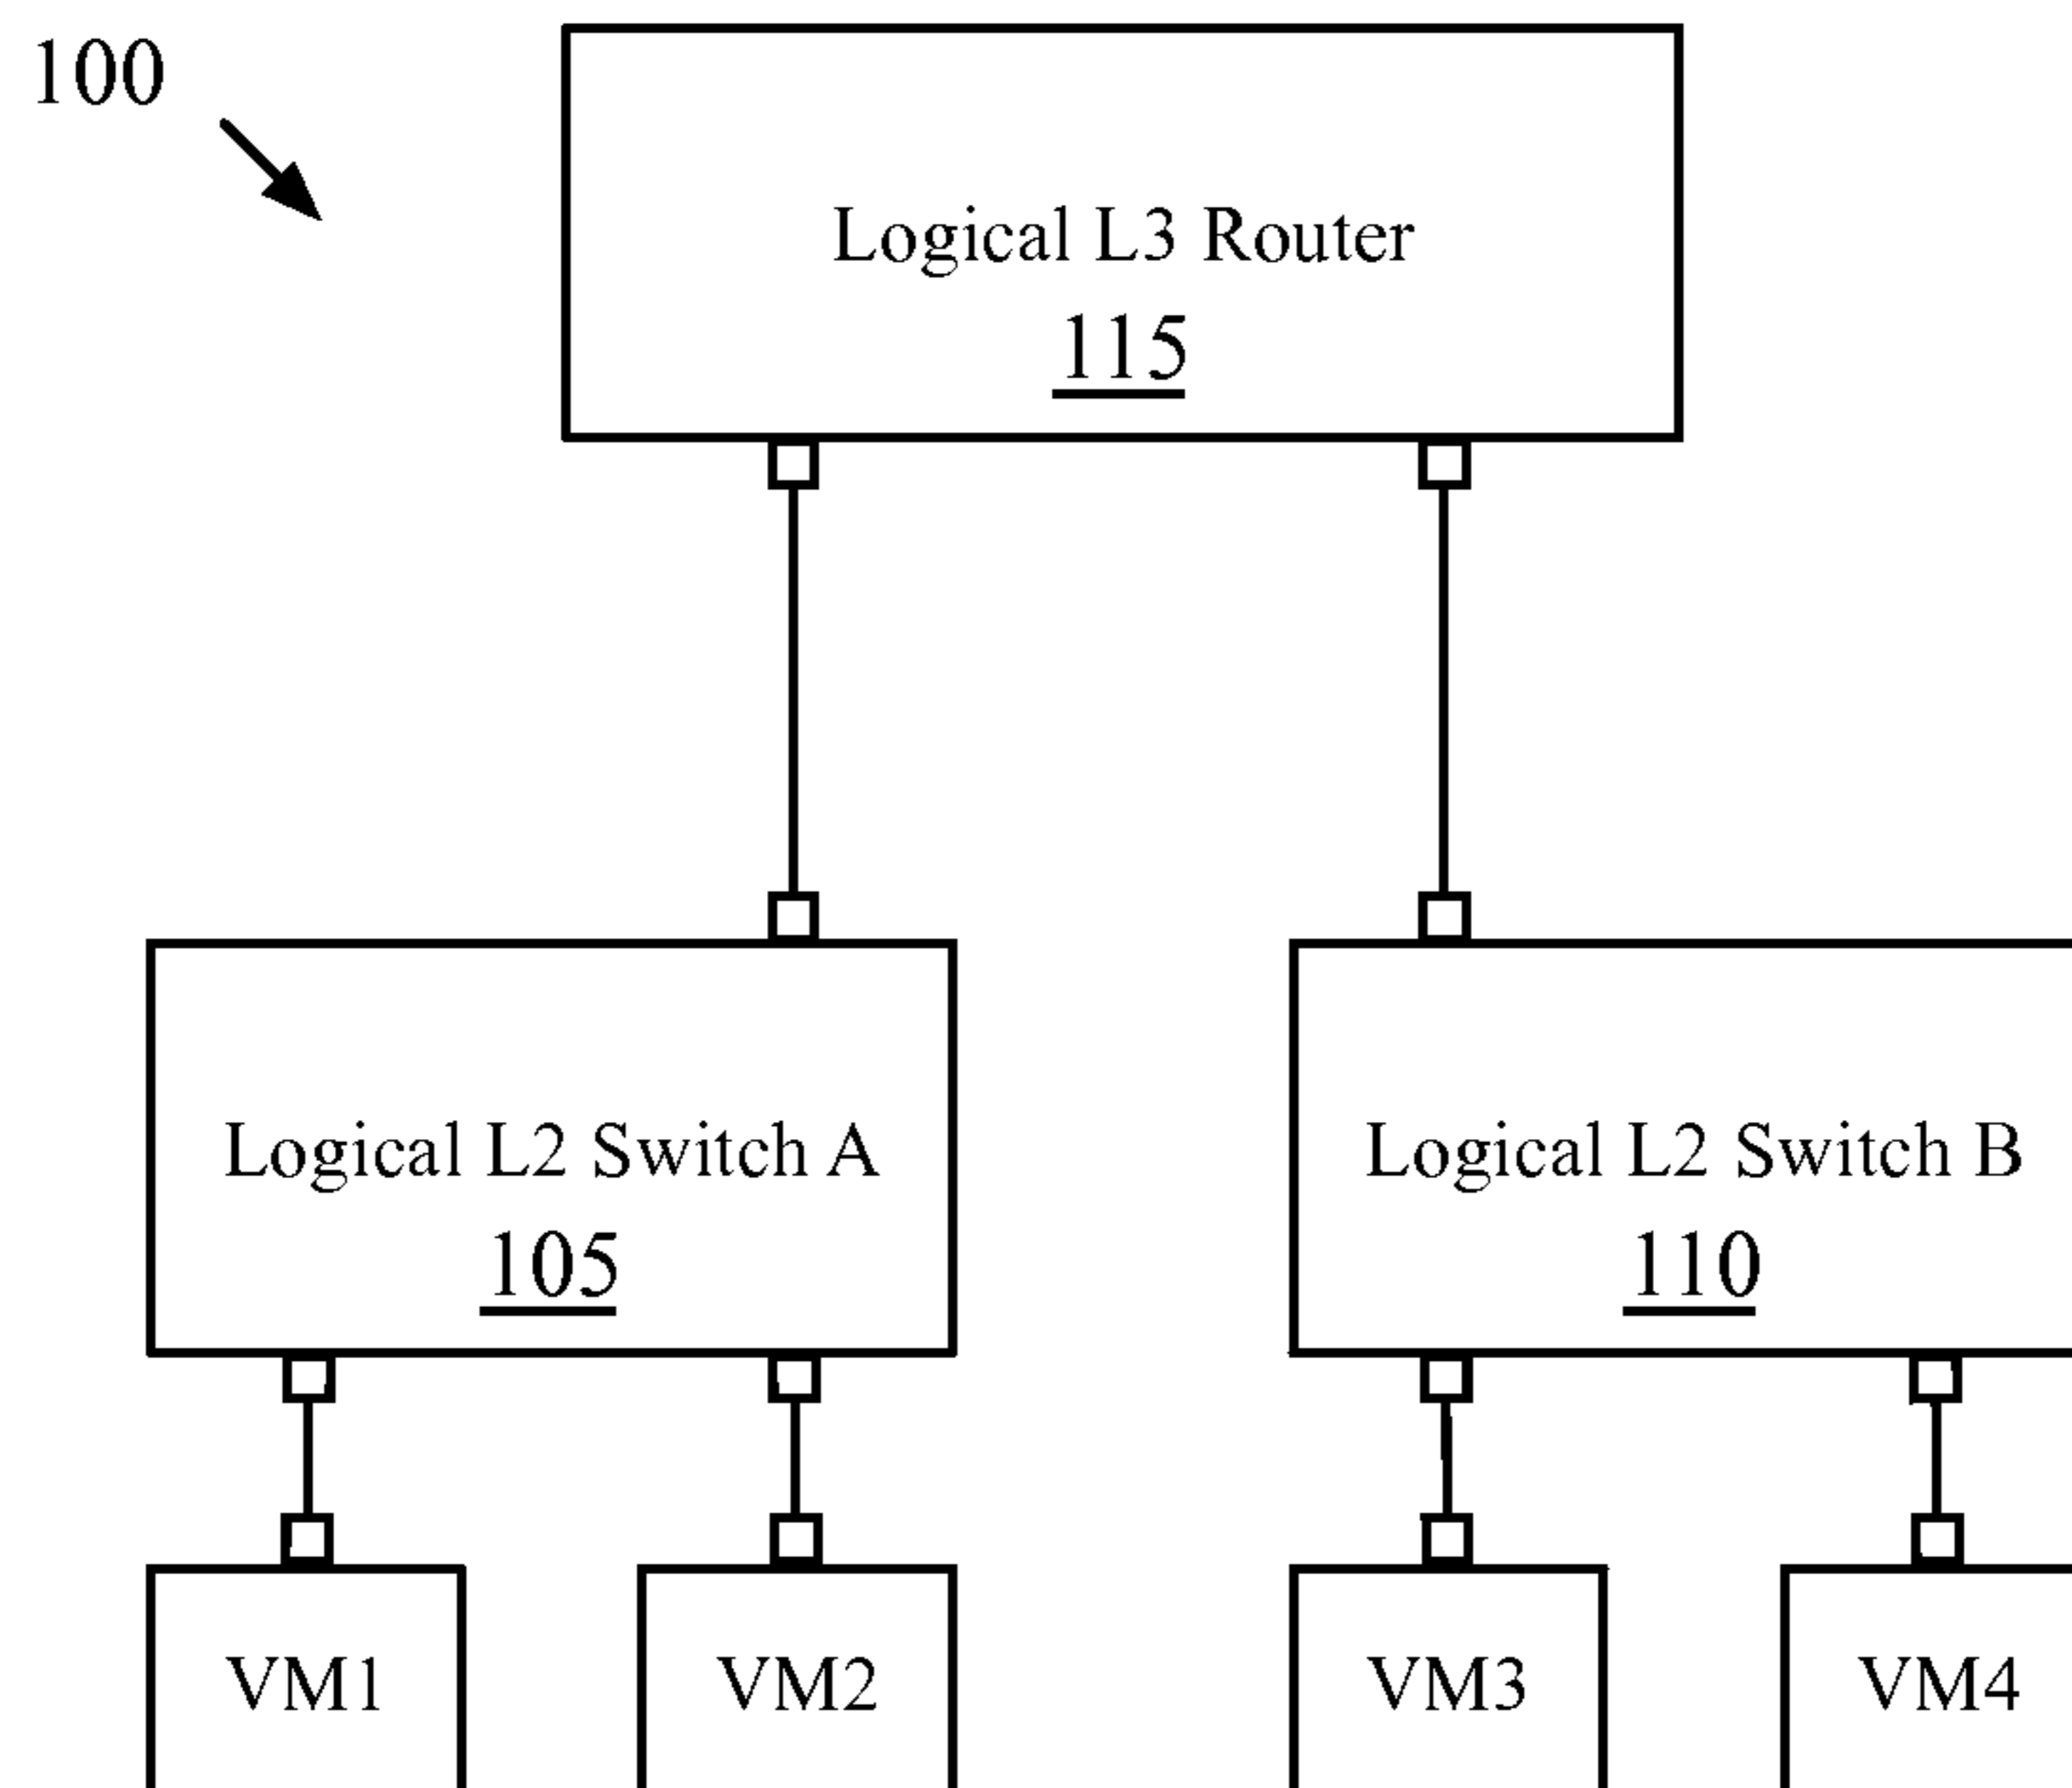 100
Logical L3 Router
115
Logical L2 Switch A
105
Logical L2 Switch B
110
VM1
VM2
VM3
VM4